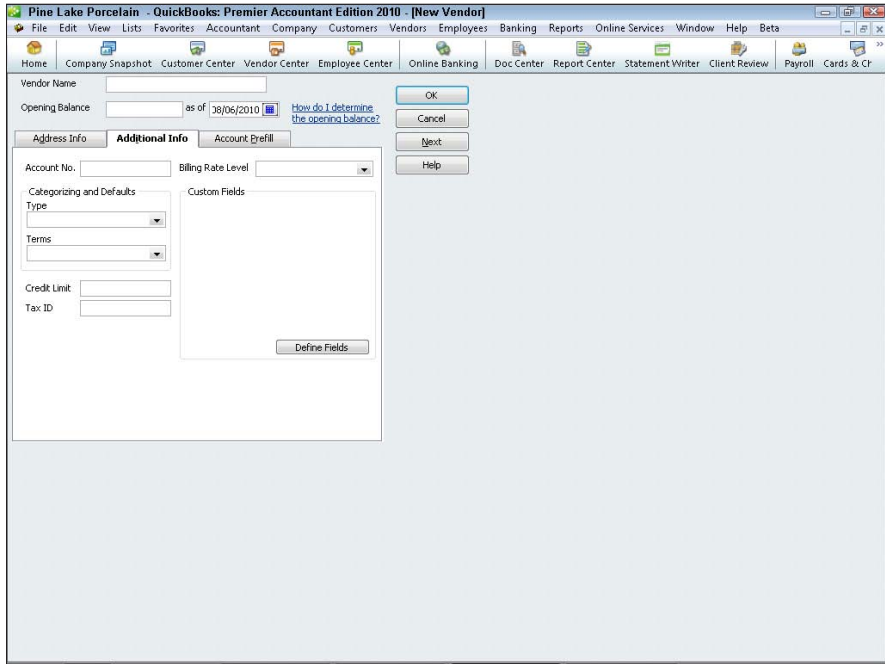 Pine Lake Porcelain - QuickBooks: Premier Accountant Edition 2010 - [New Vendor]
File Edit View Lists Favorites Accountant Company Customers Vendors Employees Banking Reports Online Services Window Help Beta
Home Company Snapshot Customer Center Vendor Center Employee Center Online Banking Doc Center Report Center Statement Writer Client Review Payroll Cards & Ch
Vendor Name
OK
Opening Balance as of 08/06/2010 How do I determine
the opening balance?
Cancel
Address Info Additional Info Account Prefill
Next
Account No. Billing Rate Level
Help
Categorizing and Defaults Custom Fields
Type
Terms
Credit Limit
Tax ID
Define Fields